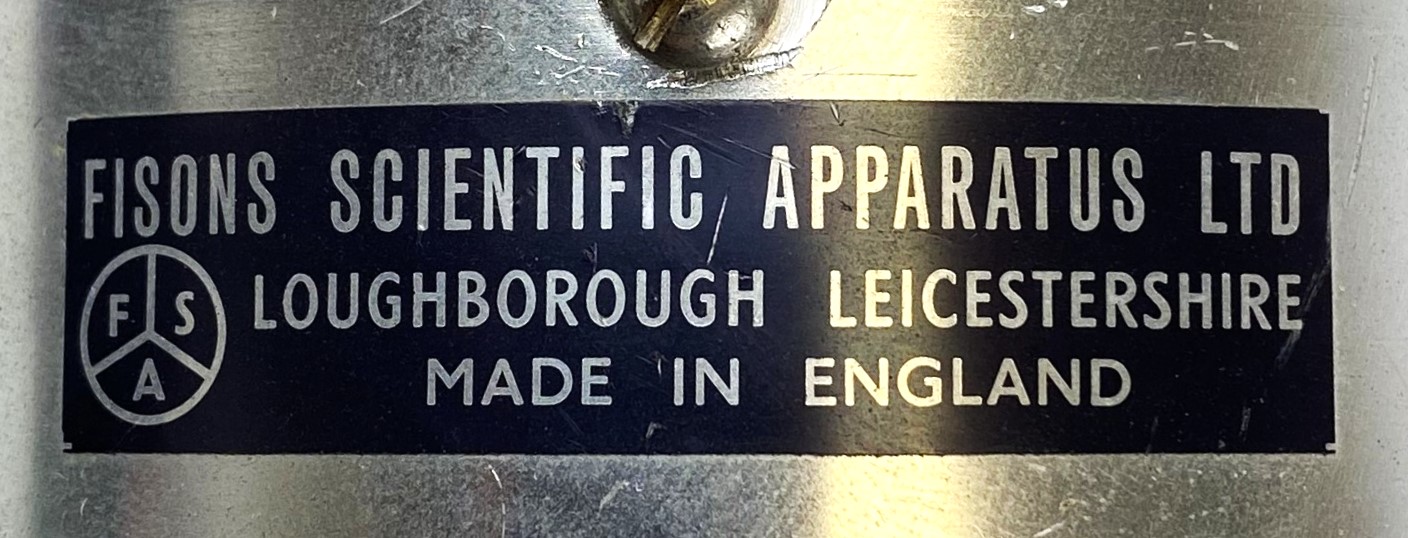 FISONS SCIENTIFIC APPARATUS LTD
F S A
LOUGHBOROUGH LEICESTERSHIRE
MADE IN ENGLAND